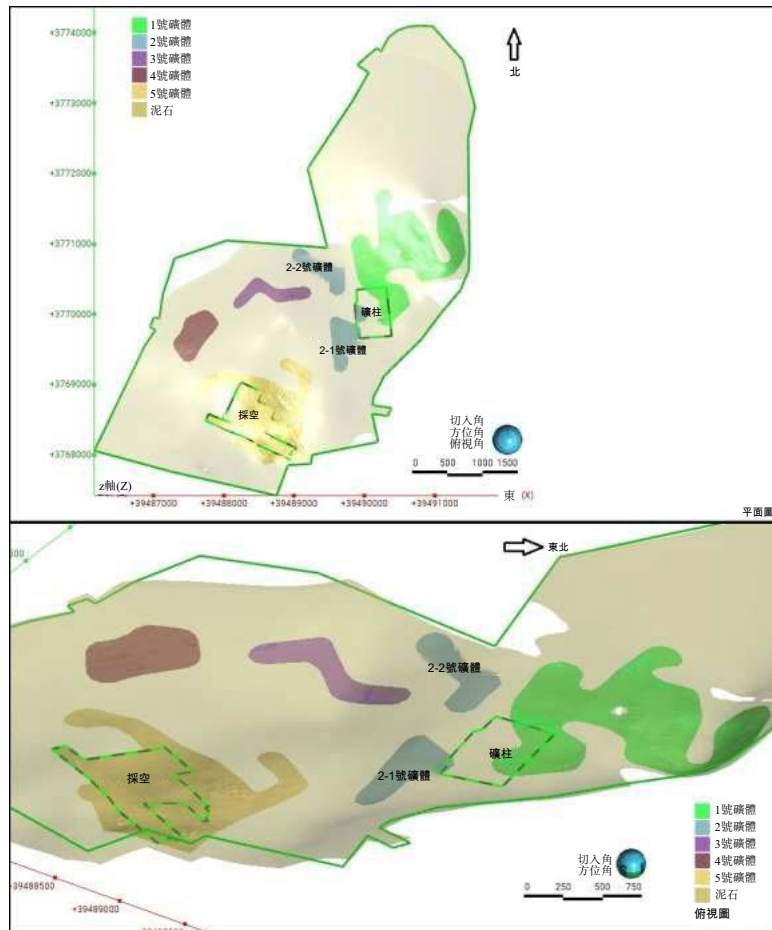 +3774000
+3773000
+3772000
+3771000
+3770000
+3769000
+3768000
1號礦體
2號礦體
3號礦體
4號礦體
5號礦體
泥石
北
2-2號礦體
礦柱
2-1號礦體
採空
切入角
方位角
俯視角
0 500 1000 1500
z軸(Z)
東 (X)
+39487000 +39488000 +39489000 +39490000 +39491000
平面圖
東北
2-2號礦體
礦柱
採空
2-1號礦體
1號礦體
2號礦體
3號礦體
4號礦體
5號礦體
泥石
俯視圖
切入角
方位角
0 250 500 750
+39488500
+39489000